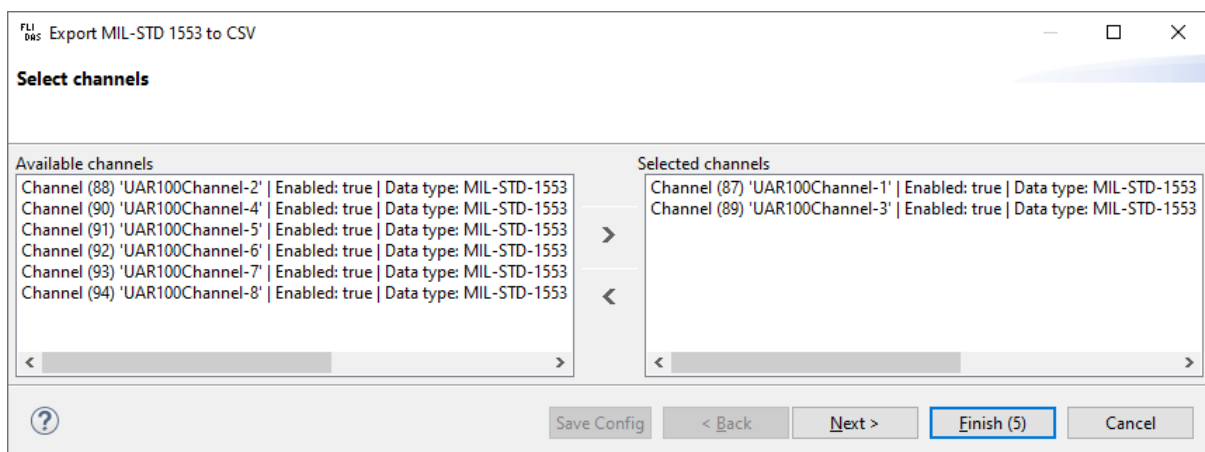 FLI
DAS
Export MIL-STD 1553 to CSV
Select channels
Available channels
Channel (88) 'UAR100Channel-2' | Enabled: true | Data type: MIL-STD-1553
Channel (90) 'UAR100Channel-4' | Enabled: true | Data type: MIL-STD-1553
Channel (91) 'UAR100Channel-5' | Enabled: true | Data type: MIL-STD-1553
Channel (92) 'UAR100Channel-6' | Enabled: true | Data type: MIL-STD-1553
Channel (93) 'UAR100Channel-7' | Enabled: true | Data type: MIL-STD-1553
Channel (94) 'UAR100Channel-8' | Enabled: true | Data type: MIL-STD-1553
Selected channels
Channel (87) 'UAR100Channel-1' | Enabled: true | Data type: MIL-STD-1553
Channel (89) 'UAR100Channel-3' | Enabled: true | Data type: MIL-STD-1553
Save Config
< Back
Next >
Finish (5)
Cancel